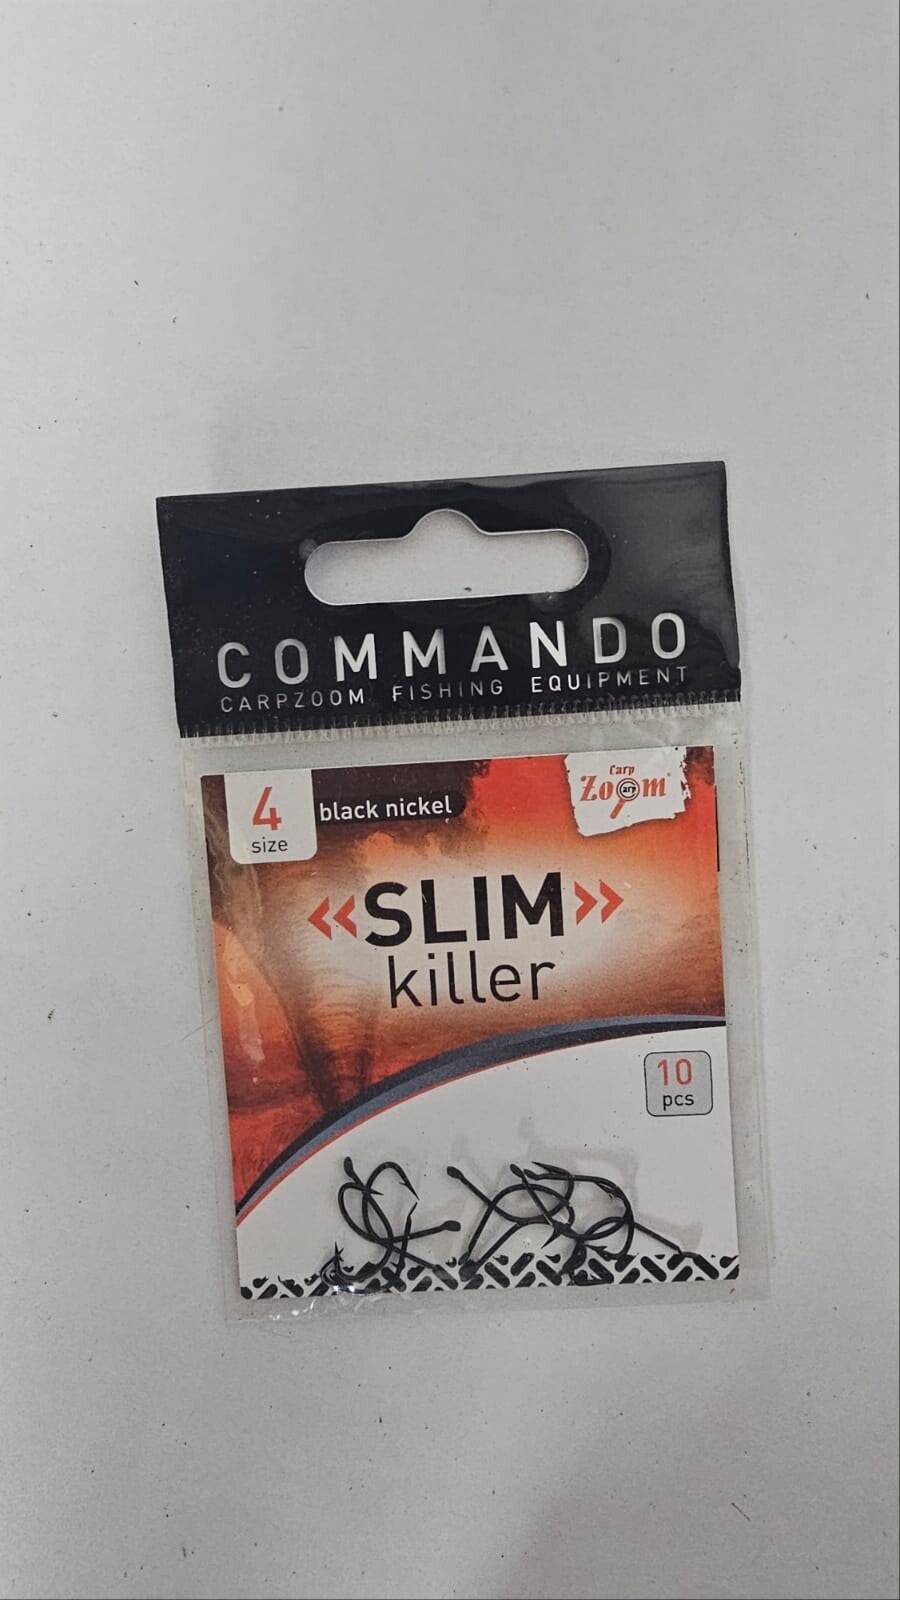 COMMANDO
CARPZOOM FISHING EQUIPMENT
4
size
black nickel
Carp
Zoom
«SLIM»
killer
10
pcs